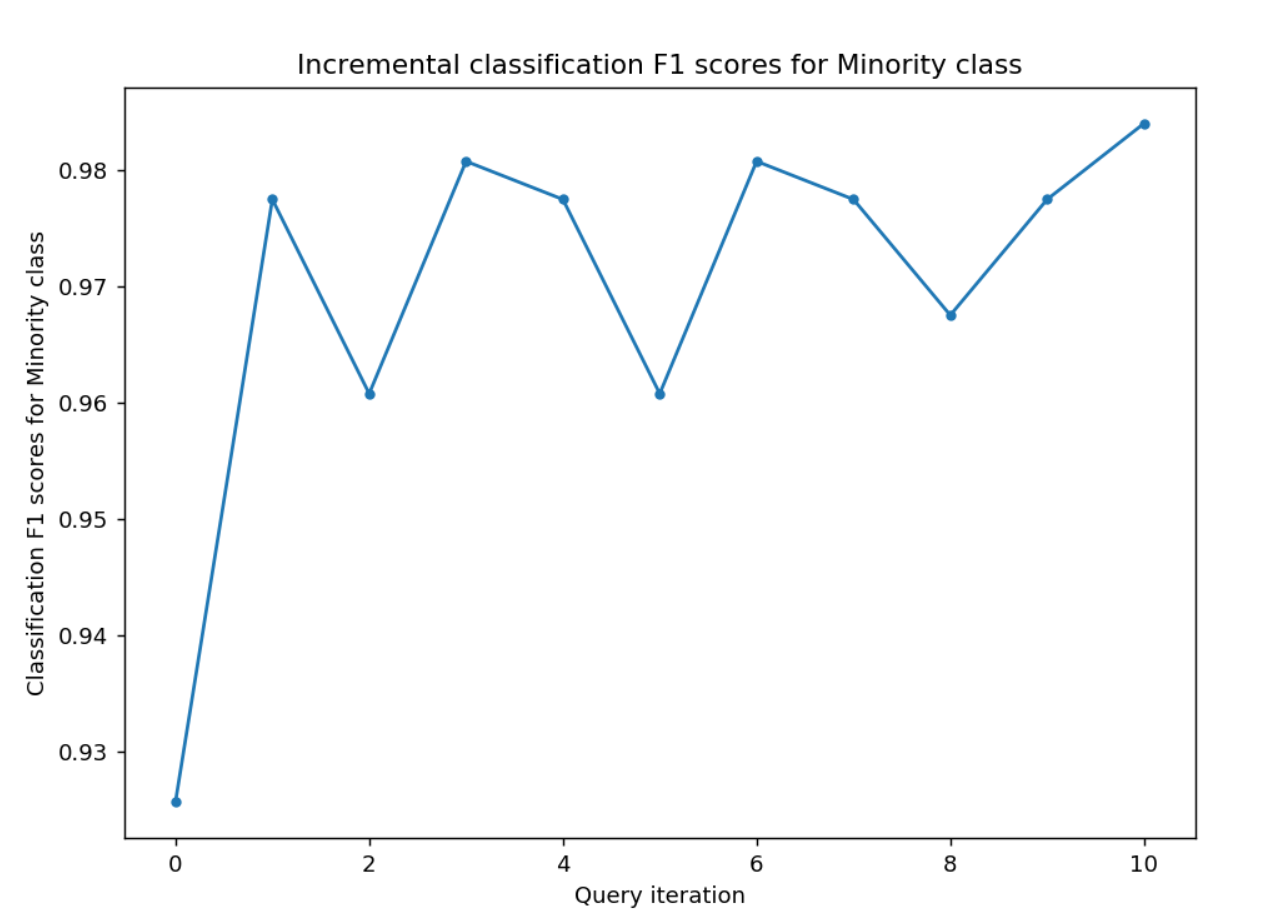 Incremental classification F1 scores for Minority class
Classification F1 scores for Minority class
0.98
0.97
0.96
0.95
0.94
0.93
0 2 4 6 8 10
Query iteration